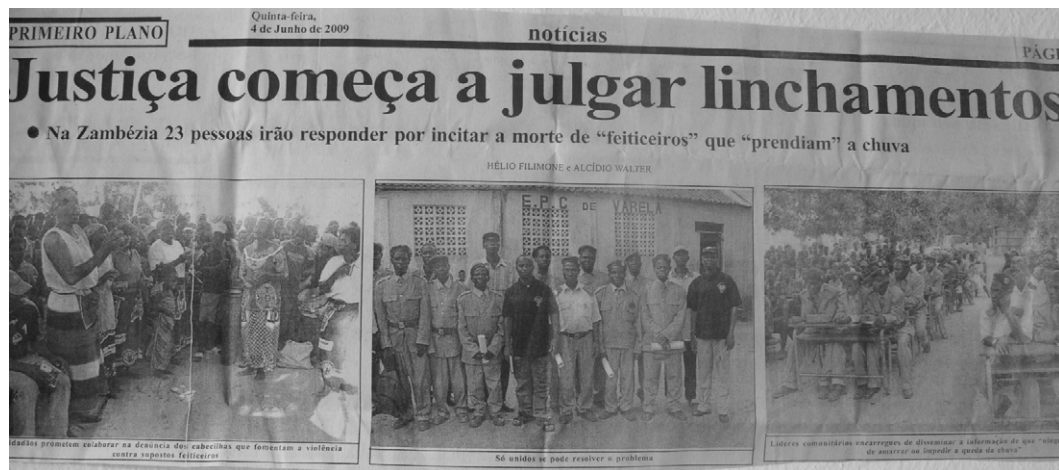 PRIMEIRO PLANO
Quinta-feira,
4 de Junho de 2009
notícias
PÁGI
Justiça começa a julgar linchamentos
● Na Zambézia 23 pessoas irão responder por incitar a morte de “feiticeiros” que “prendiam” a chuva
HÉLIO FILIMONE e ALCÍDIO WALTER
E.P.C DE VARELA
idadãos prometem colaborar na denúncia dos cabecilhas que fomentam a violência
contra supostos feiticeiros
Só unidos se pode resolver o problema
Líderes comunitários encarregues de disseminar a informação de que
de amarrar ou impedir a queda da chuva”